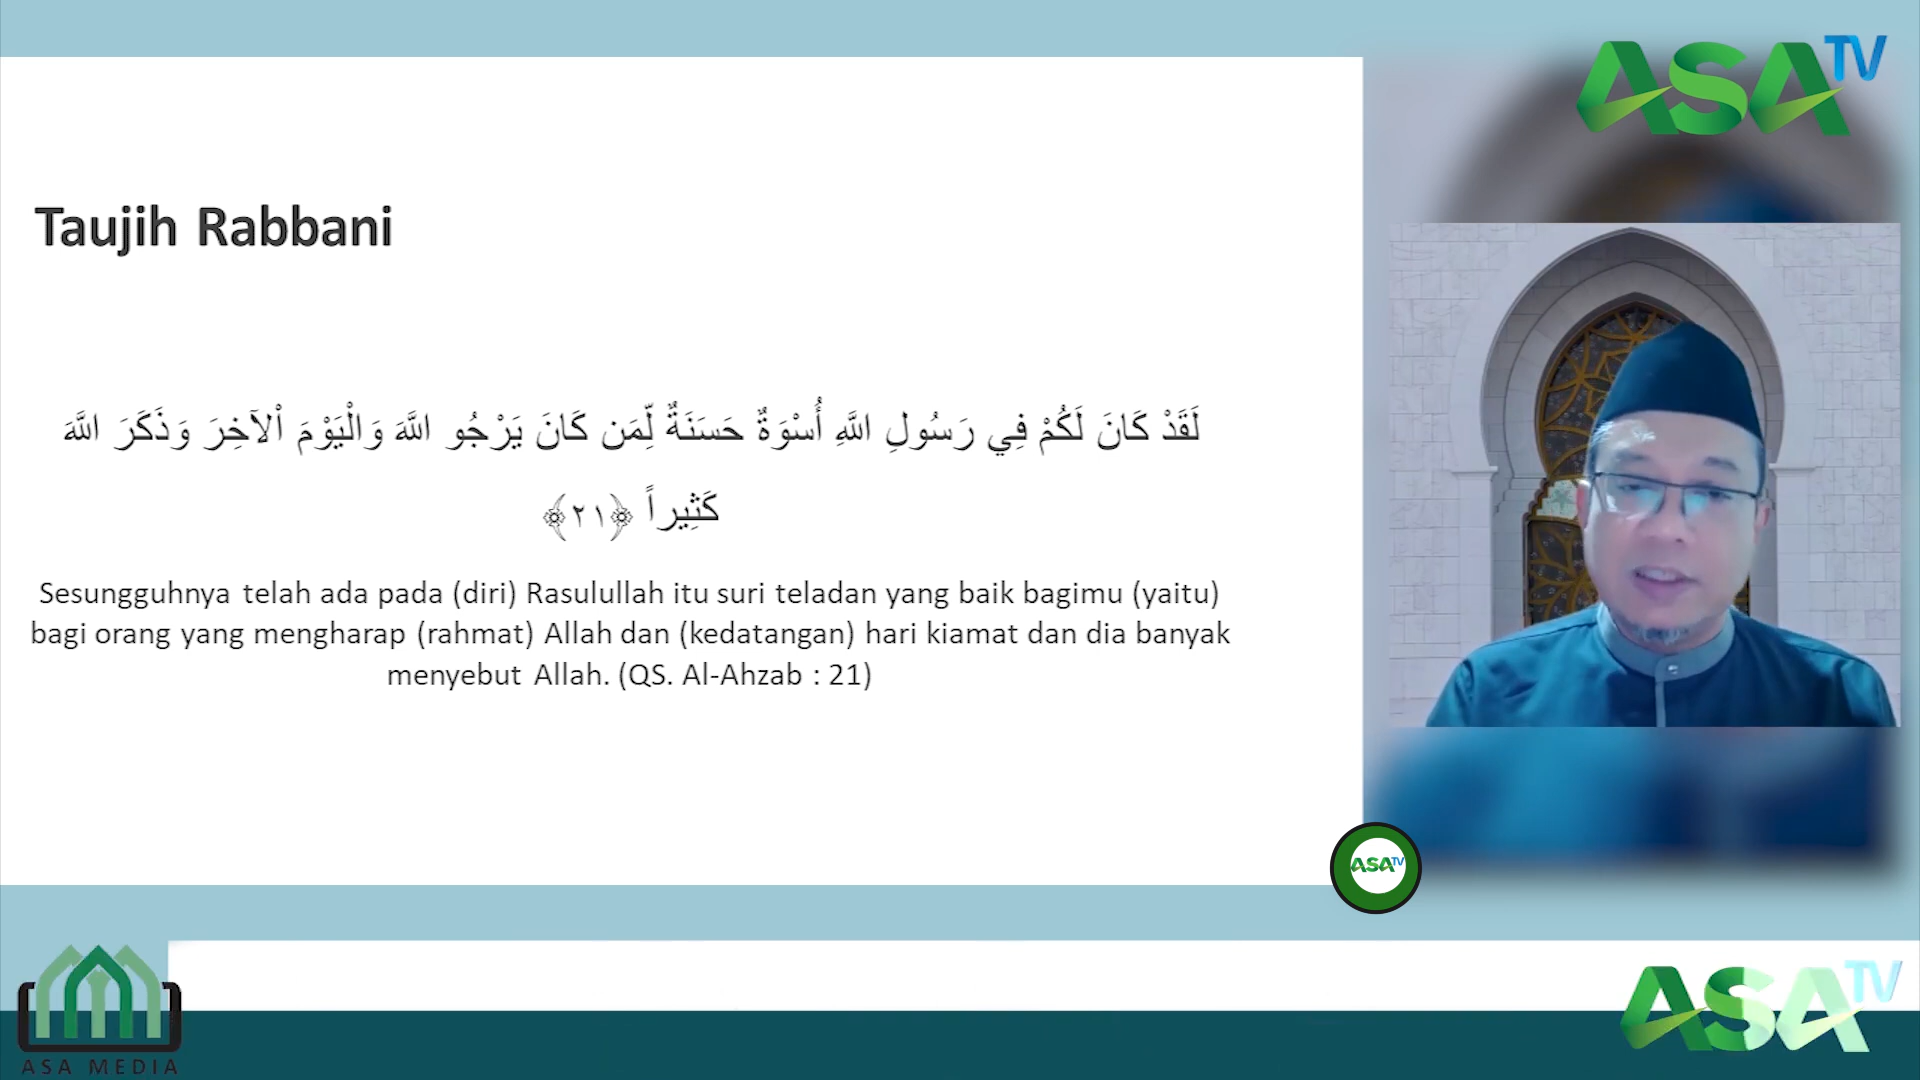 ASA TV
Taujih Rabbani
لَقَدْ كَانَ لَكُمْ فِي رَسُولِ اللَّهِ أُسْوَةٌ حَسَنَةٌ لِّمَن كَانَ يَرْجُو اللَّهَ وَالْيَوْمَ الْآخِرَ وَذَكَرَ اللَّهَ
كَثِيراً ﴿٢١﴾
Sesungguhnya telah ada pada (diri) Rasulullah itu suri teladan yang baik bagimu (yaitu)
bagi orang yang mengharap (rahmat) Allah dan (kedatangan) hari kiamat dan dia banyak
menyebut Allah. (QS. Al-Ahzab : 21)
ASA TV
ASA MEDIA
ASA TV